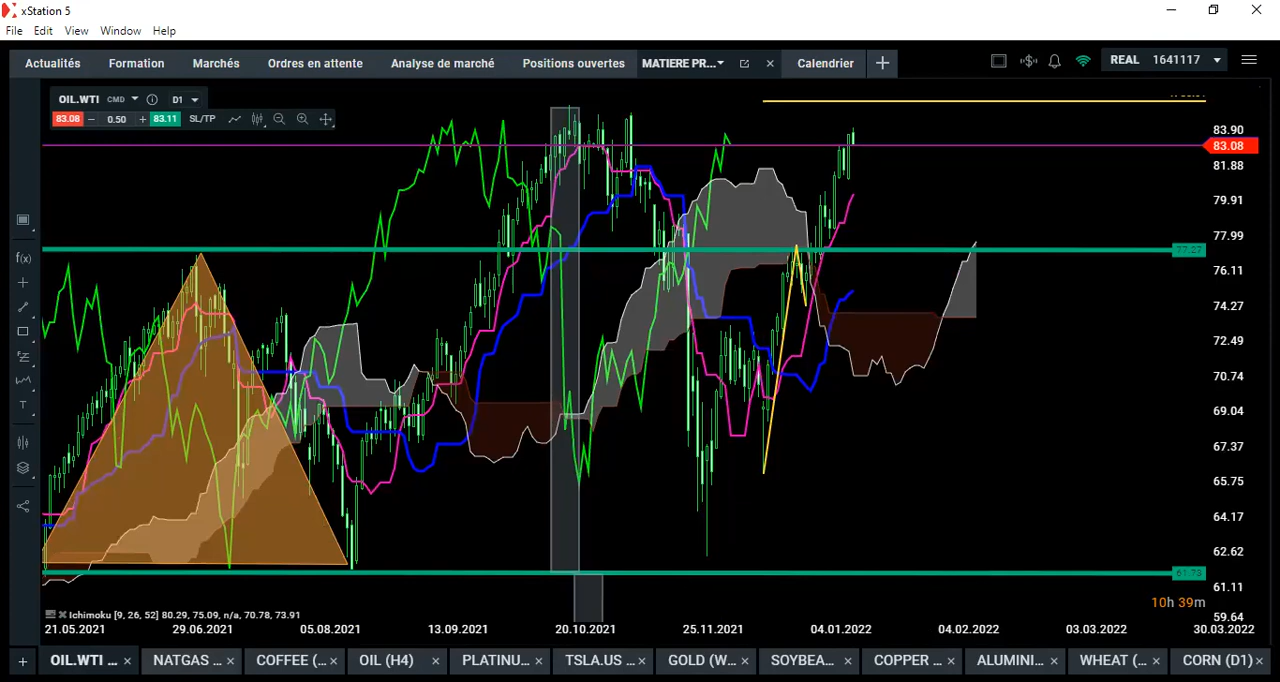 xStation 5
File Edit View Window Help
Actualités Formation Marchés Ordres en attente Analyse de marché Positions ouvertes MATIERE PR... Calendrier REAL 1641117
OIL.WTI CMD D1
83.08 0.50 83.11 SL/TP
83.90
83.08
81.88
79.91
77.99
77.27
76.11
74.27
72.49
70.74
69.04
67.37
65.75
64.17
62.62
61.73
61.11
10h 39m
Ichimoku [9, 26, 52] 80.29, 75.09, n/a, 70.78, 73.91
59.64
21.05.2021 29.06.2021 05.08.2021 13.09.2021 20.10.2021 25.11.2021 04.01.2022 04.02.2022 03.03.2022 30.03.2022
OIL.WTI ... NATGAS ... COFFEE (... OIL (H4) PLATINU... TSLA.US ... GOLD (W... SOYBEA... COPPER ... ALUMINI... WHEAT (... CORN (D1)